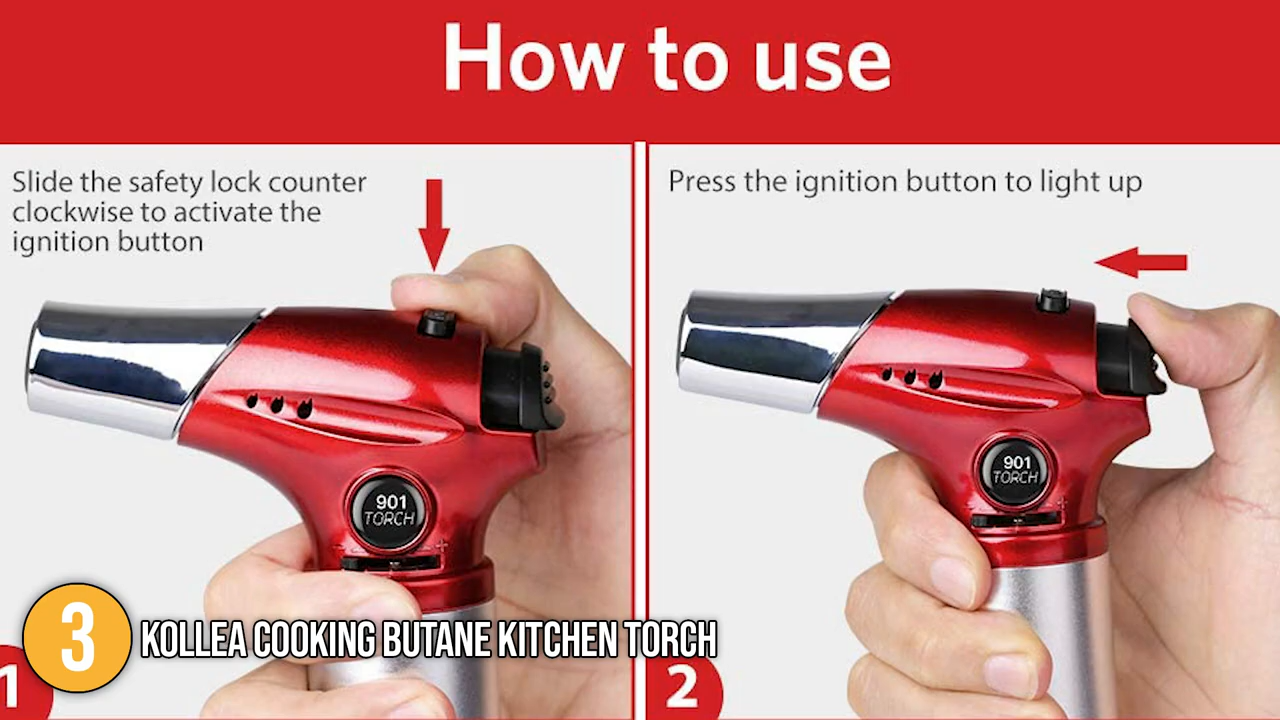 How to use
Slide the safety lock counter
clockwise to activate the
ignition button
Press the ignition button to light up
901
TORCH
- +
901
TORCH
- +
1
2
3
KOLLEA COOKING BUTANE KITCHEN TORCH